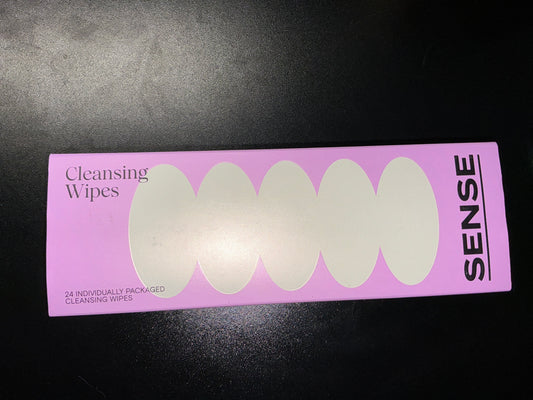 Cleansing
Wipes
24 INDIVIDUALLY PACKAGED
CLEANSING WIPES
SENSE